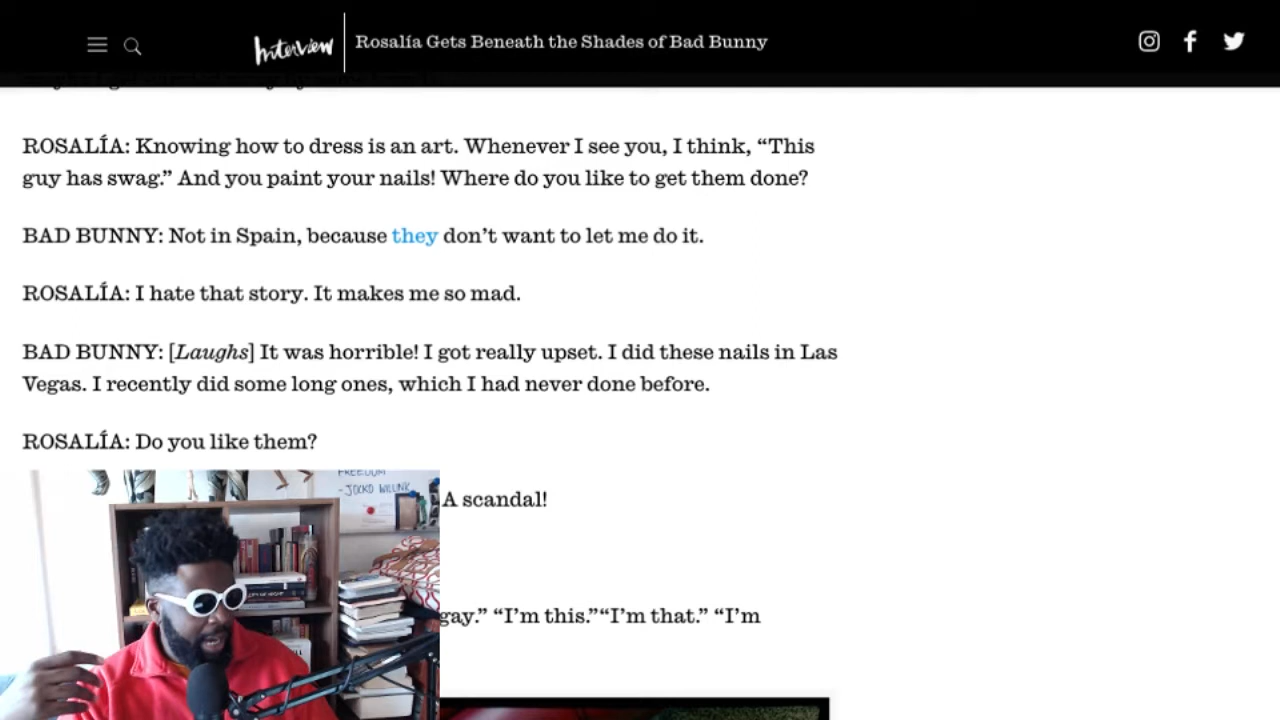 Interview
Rosalía Gets Beneath the Shades of Bad Bunny
ROSALÍA: Knowing how to dress is an art. Whenever I see you, I think, “This
guy has swag.” And you paint your nails! Where do you like to get them done?
BAD BUNNY: Not in Spain, because they don’t want to let me do it.
ROSALÍA: I hate that story. It makes me so mad.
BAD BUNNY: [Laughs] It was horrible! I got really upset. I did these nails in Las
Vegas. I recently did some long ones, which I had never done before.
ROSALÍA: Do you like them?
FREEDOM
-JOCKO WILLINK
A scandal!
gay.” “I’m this.”“I’m that.” “I’m